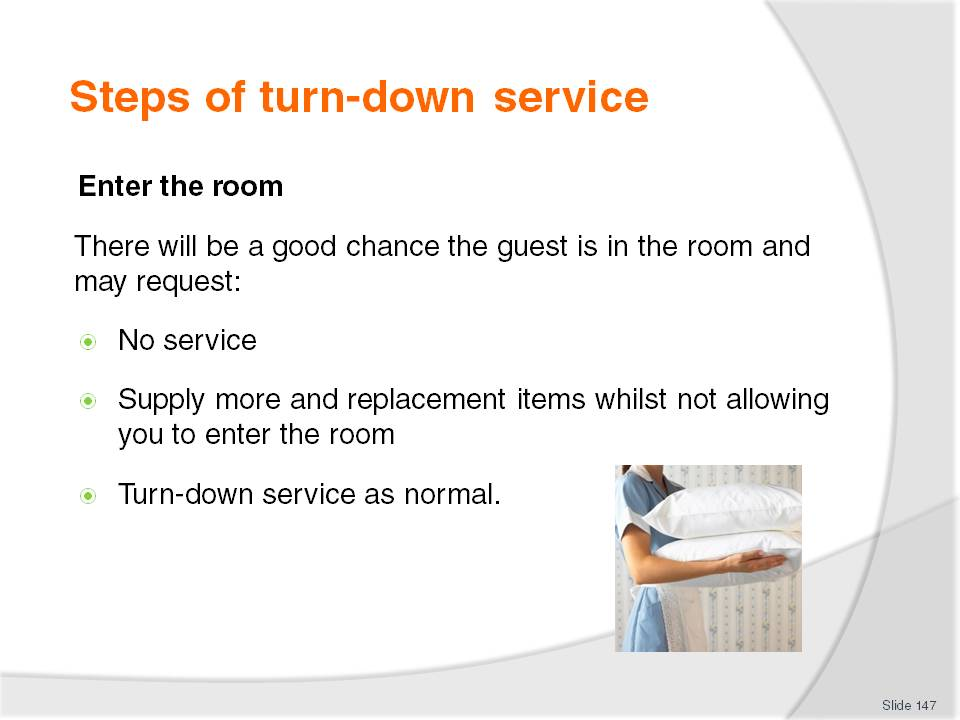 Steps of turn-down service
Enter the room
There will be a good chance the guest is in the room and
may request:
No service
Supply more and replacement items whilst not allowing
you to enter the room
Turn-down service as normal.
Slide 147